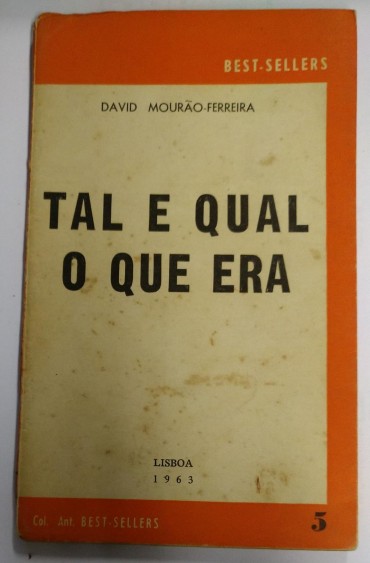 BEST-SELLERS
DAVID MOURÃO-FERREIRA
TAL E QUAL
O QUE ERA
LISBOA
1963
Col. Ant. BEST-SELLERS 5